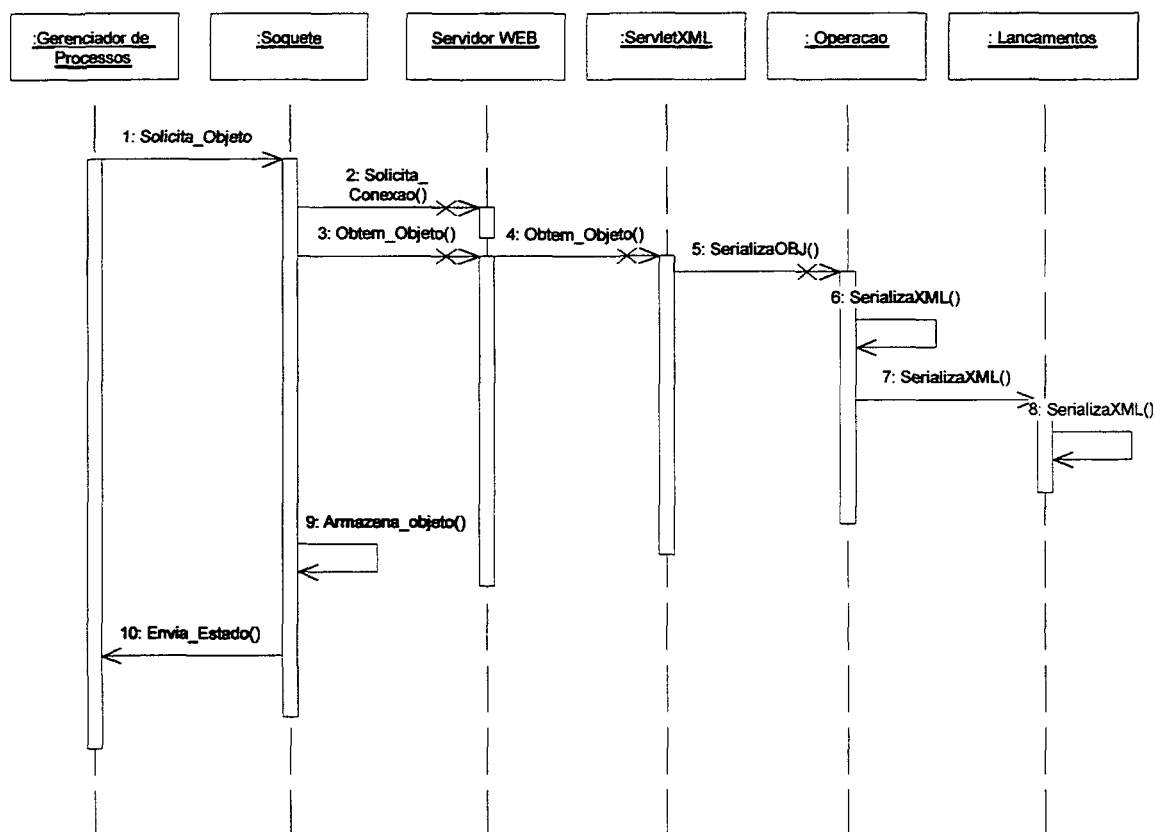 :Gerenciador de
Processos
:Soquete
Servidor WEB
:ServletXML
: Operacao
: Lancamentos
1: Solicita_Objeto
2: Solicita_
Conexao()
3: Obtem_Objeto()
4: Obtem_Objeto()
5: SerializaOBJ()
6: SerializaXML()
7: SerializaXML()
8: SerializaXML()
9: Armazena_objeto()
10: Envia_Estado()